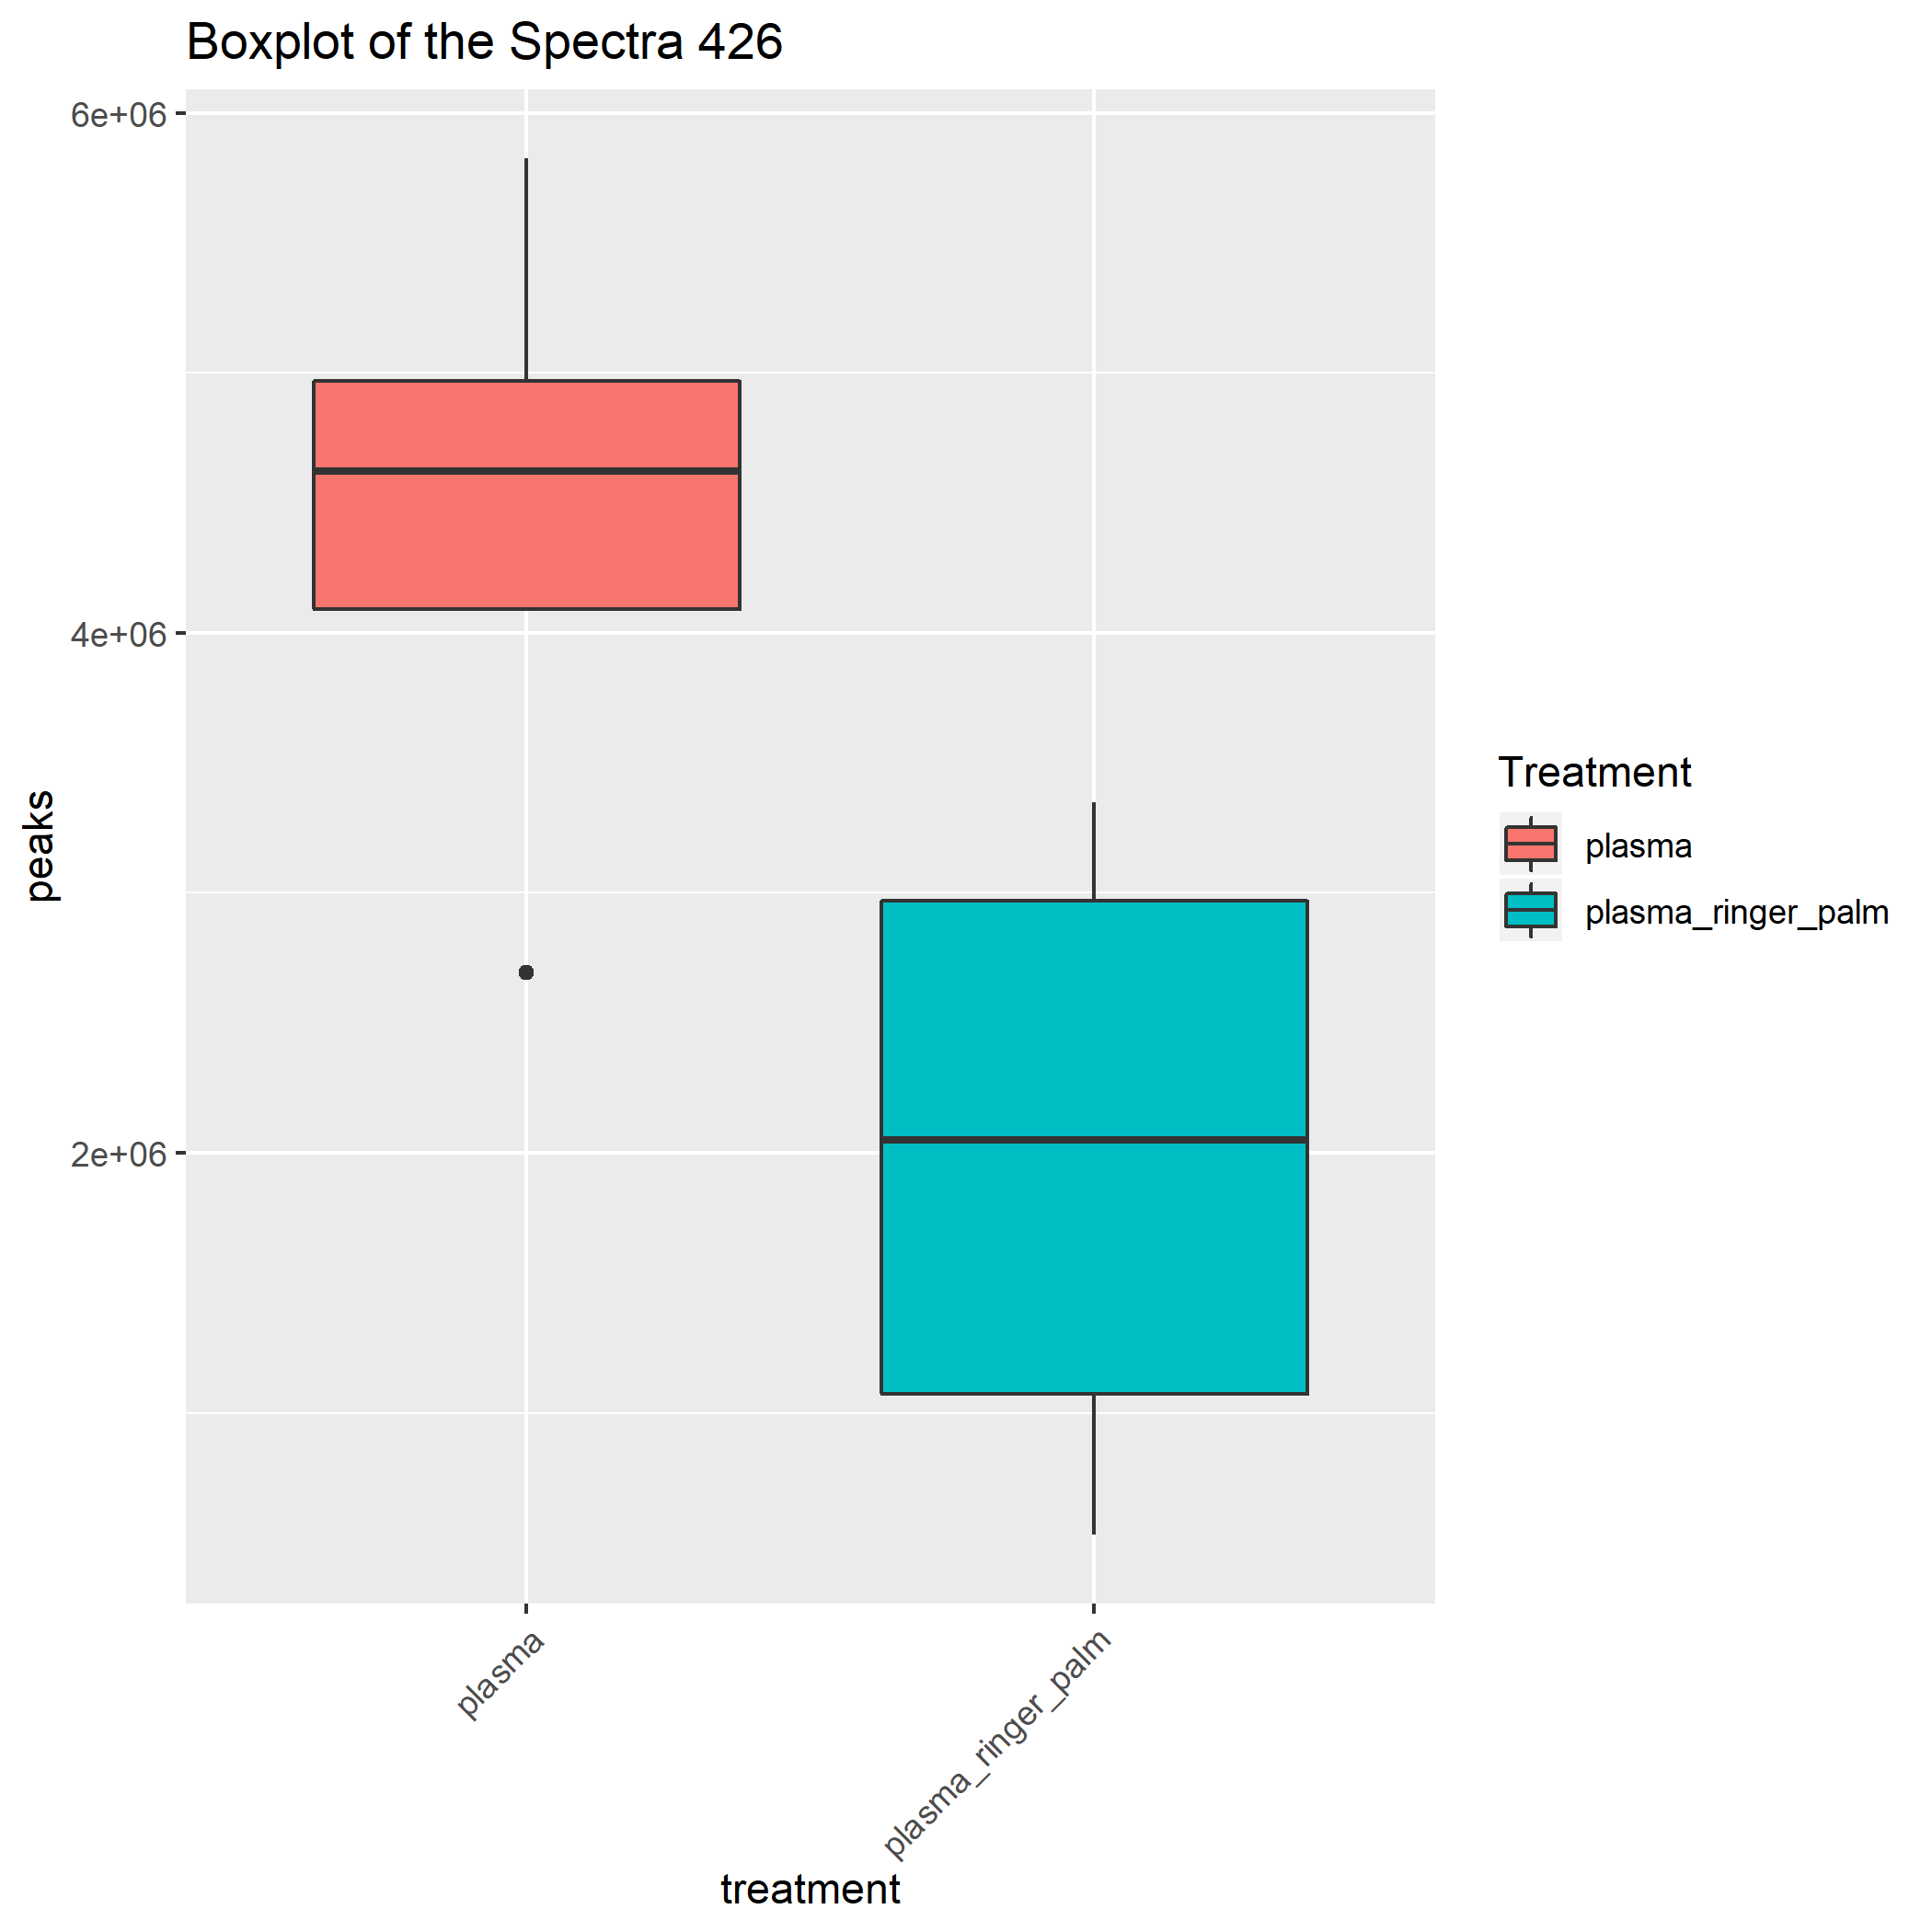 Boxplot of the Spectra 426
6e+06
4e+06
2e+06
peaks
plasma
plasma_ringer_palm
treatment
Treatment
plasma
plasma_ringer_palm